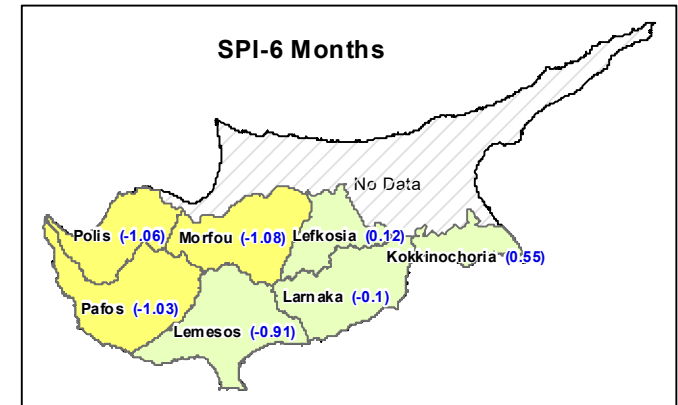 SPI-6 Months
No Data
Polis (-1.06)
Morfou (-1.08)
Lefkosia (0.12)
Kokkinochoria (0.55)
Pafos (-1.03)
Larnaka (-0.1)
Lemesos (-0.91)